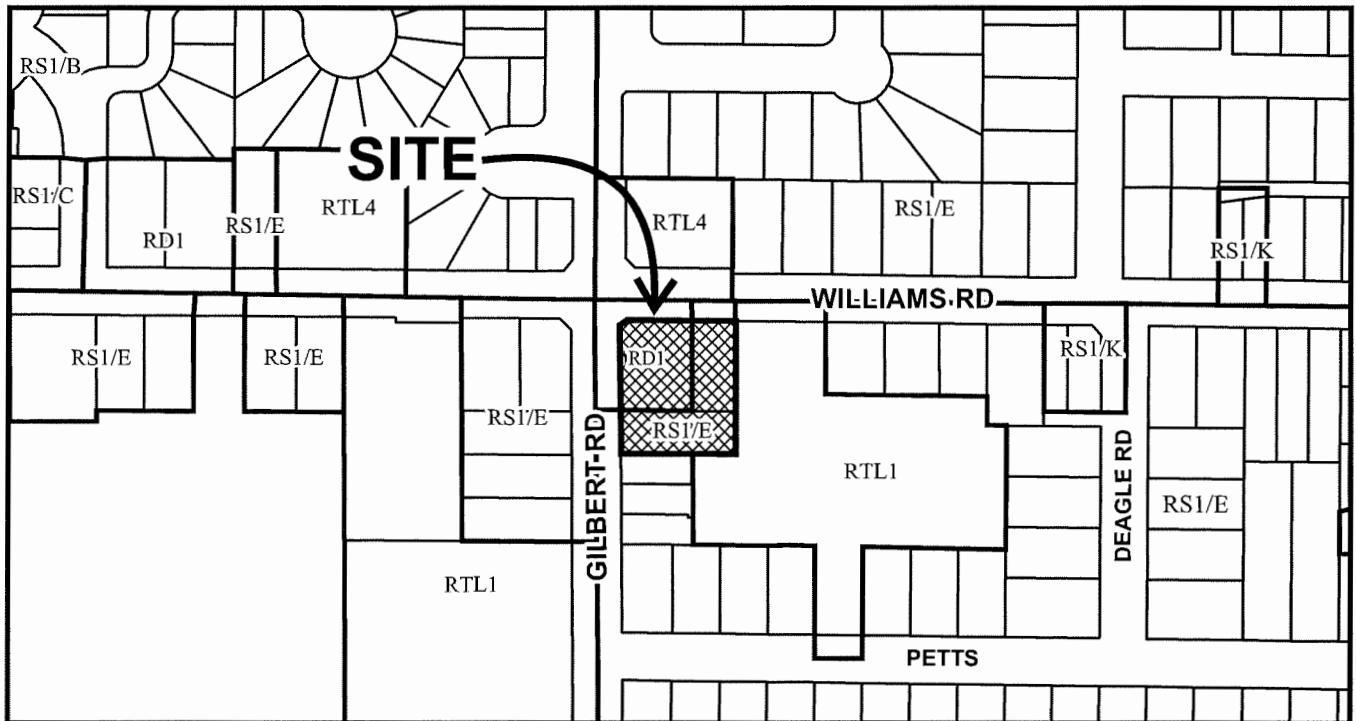 RS1/B
SITE
RS1/C
RD1
RS1/E
RTL4
RTL4
RS1/E
RS1/K
WILLIAMS RD
RS1/E
RS1/E
RS1/E
GILBERT RD
RD1
RS1/E
RTL1
RS1/K
DEAGLE RD
RS1/E
RTL1
PETTS